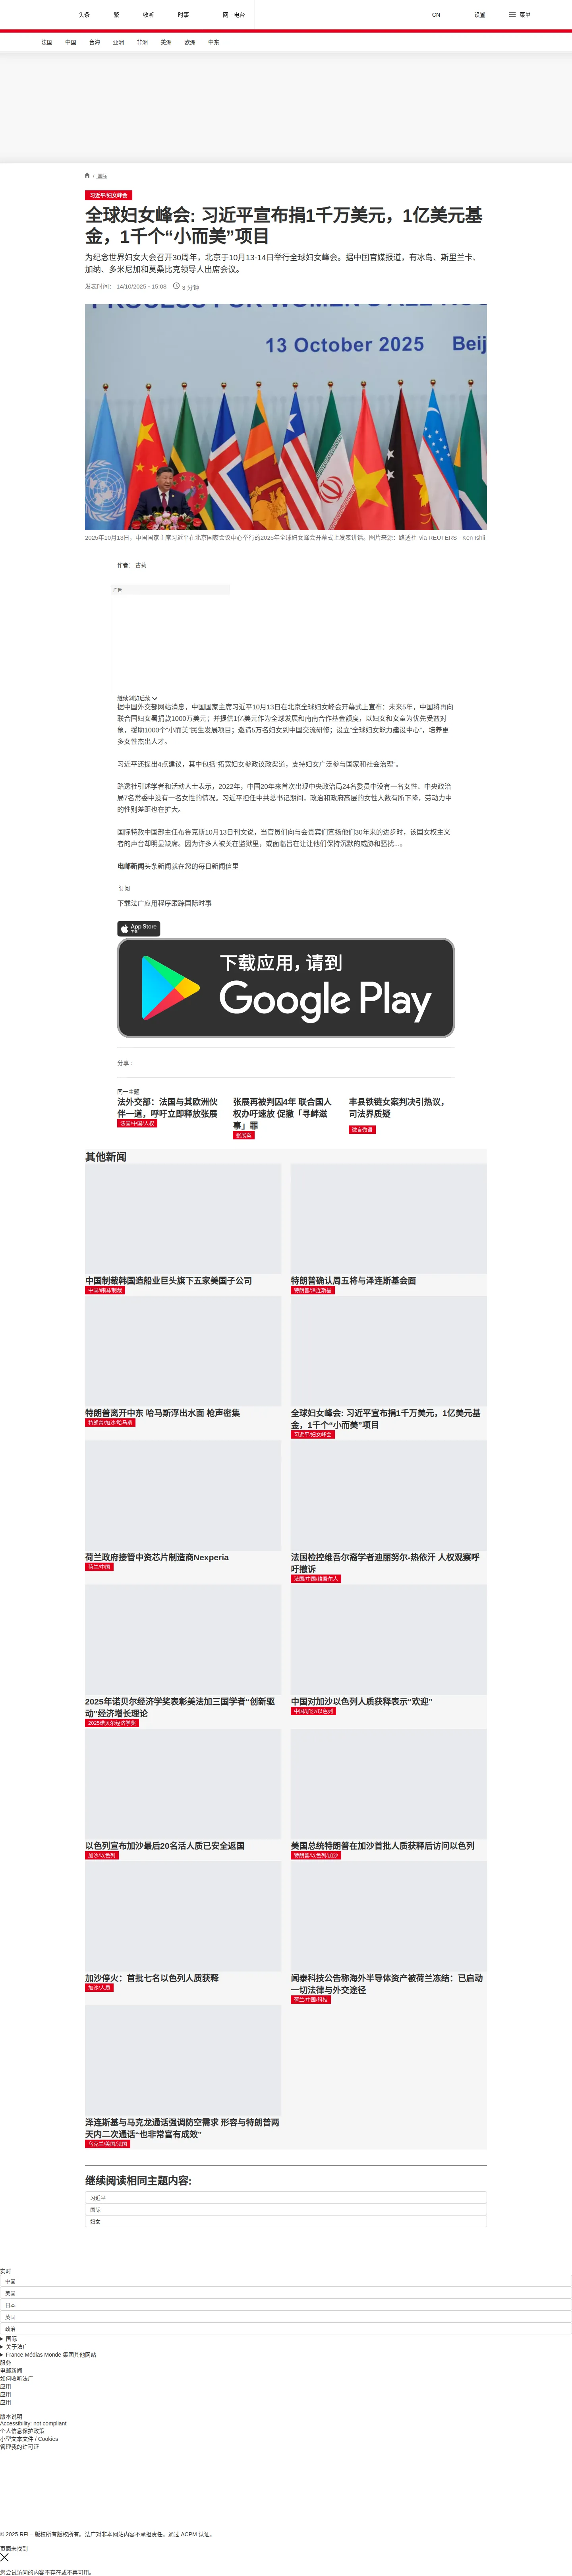 头条
繁
收听
时事
网上电台
CN
设置
菜单
法国
中国
台海
亚洲
非洲
美洲
欧洲
中东
/ 国际
习近平/妇女峰会
全球妇女峰会: 习近平宣布捐1千万美元，1亿美元基
金，1千个“小而美”项目
为纪念世界妇女大会召开30周年，北京于10月13-14日举行全球妇女峰会。据中国官媒报道，有冰岛、斯里兰卡、
加纳、多米尼加和莫桑比克领导人出席会议。
发表时间： 14/10/2025 - 15:08
3 分钟
13 October 2025 Beij
2025年10月13日，中国国家主席习近平在北京国家会议中心举行的2025年全球妇女峰会开幕式上发表讲话。图片来源：路透社 via REUTERS - Ken Ishii
作者： 古莉
广告
继续浏览后续
据中国外交部网站消息，中国国家主席习近平10月13日在北京全球妇女峰会开幕式上宣布：未来5年，中国将再向
联合国妇女署捐款1000万美元；并提供1亿美元作为全球发展和南南合作基金额度，以妇女和女童为优先受益对
象，援助1000个“小而美”民生发展项目；邀请5万名妇女到中国交流研修；设立“全球妇女能力建设中心”，培养更
多女性杰出人才。
习近平还提出4点建议，其中包括“拓宽妇女参政议政渠道，支持妇女广泛参与国家和社会治理”。
路透社引述学者和活动人士表示，2022年，中国20年来首次出现中央政治局24名委员中没有一名女性、中央政治
局7名常委中没有一名女性的情况。习近平担任中共总书记期间，政治和政府高层的女性人数有所下降，劳动力中
的性别差距也在扩大。
国际特赦中国部主任布鲁克斯10月13日刊文说，当官员们向与会贵宾们宣扬他们30年来的进步时，该国女权主义
者的声音却明显缺席。因为许多人被关在监狱里，或面临旨在让让他们保持沉默的威胁和骚扰...。
电邮新闻头条新闻就在您的每日新闻信里
订阅
下载法广应用程序跟踪国际时事
App Store
下载
下载应用，请到
Google Play
分享 :
同一主题
法外交部：法国与其欧洲伙
伴一道，呼吁立即释放张展
法国/中国/人权
张展再被判囚4年 联合国人
权办吁速放 促撤「寻衅滋
事」罪
张展案
丰县铁链女案判决引热议，
司法界质疑
微言微语
其他新闻
中国制裁韩国造船业巨头旗下五家美国子公司
中国/韩国/制裁
特朗普确认周五将与泽连斯基会面
特朗普/泽连斯基
特朗普离开中东 哈马斯浮出水面 枪声密集
特朗普/加沙/哈马斯
全球妇女峰会: 习近平宣布捐1千万美元，1亿美元基
金，1千个“小而美”项目
习近平/妇女峰会
荷兰政府接管中资芯片制造商Nexperia
荷兰/中国
法国检控维吾尔裔学者迪丽努尔-热依汗 人权观察呼
吁撤诉
法国/中国/维吾尔人
2025年诺贝尔经济学奖表彰美法加三国学者“创新驱
动”经济增长理论
2025诺贝尔经济学奖
中国对加沙以色列人质获释表示“欢迎”
中国/加沙/以色列
以色列宣布加沙最后20名活人质已安全返国
加沙/以色列
美国总统特朗普在加沙首批人质获释后访问以色列
特朗普/以色列/加沙
加沙停火：首批七名以色列人质获释
加沙/人质
闻泰科技公告称海外半导体资产被荷兰冻结：已启动
一切法律与外交途径
荷兰/中国/科技
泽连斯基与马克龙通话强调防空需求 形容与特朗普两
天内二次通话“也非常富有成效”
乌克兰/美国/法国
继续阅读相同主题内容:
习近平
国际
妇女
实时
中国
美国
日本
英国
政治
国际
关于法广
France Médias Monde 集团其他网站
服务
电邮新闻
如何收听法广
应用
应用
应用
版本说明
Accessibility: not compliant
个人信息保护政策
小型文本文件 / Cookies
管理我的许可证
© 2025 RFI – 版权所有版权所有。法广对非本网站内容不承担责任。通过 ACPM 认证。
页面未找到
您尝试访问的内容不存在或不再可用。